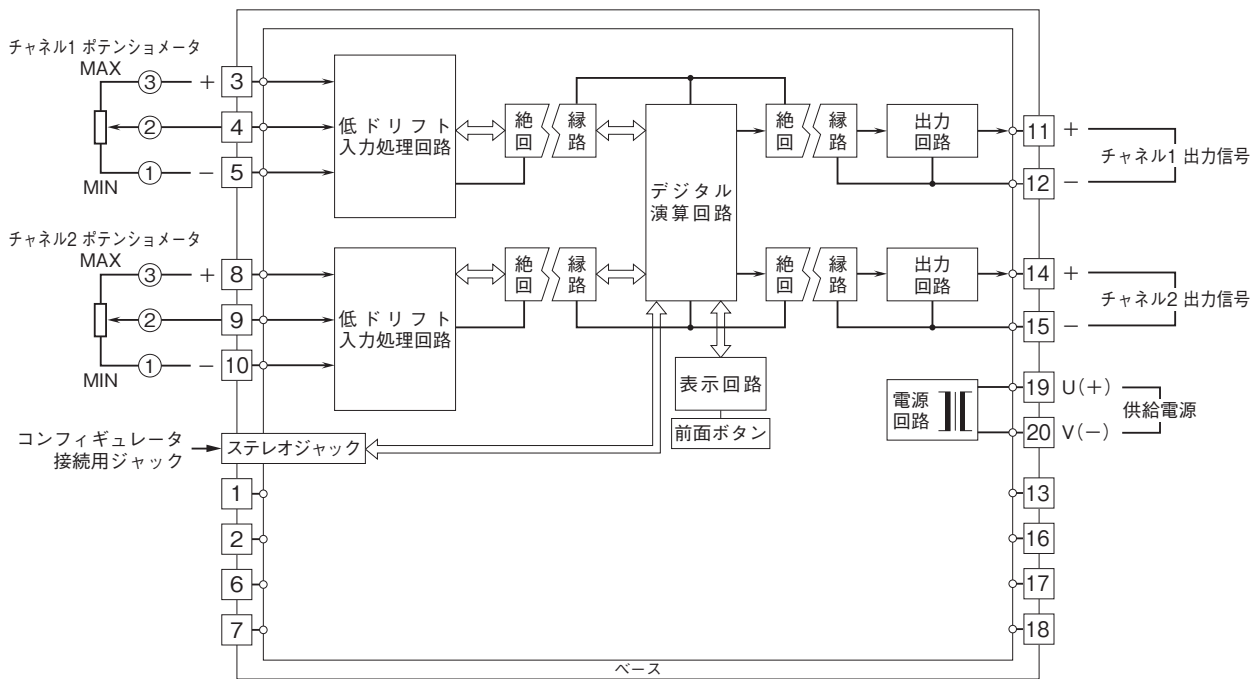 チャネル1 ポテンショメータ
MAX
③
+
3
②
4
①
−
5
MIN
低ドリフト
入力処理回路
絶
回
縁
路
デジタル
演算回路
絶
回
縁
路
出力
回路
11
+
チャネル1 出力信号
12
−
チャネル2 ポテンショメータ
MAX
③
+
8
②
9
①
−
10
MIN
低ドリフト
入力処理回路
絶
回
縁
路
絶
回
縁
路
出力
回路
14
+
チャネル2 出力信号
15
−
表示回路
前面ボタン
電源
回路
19
U(+)
供給電源
20
V(−)
コンフィギュレータ
接続用ジャック
ステレオジャック
1
2
6
7
13
16
17
18
ベース